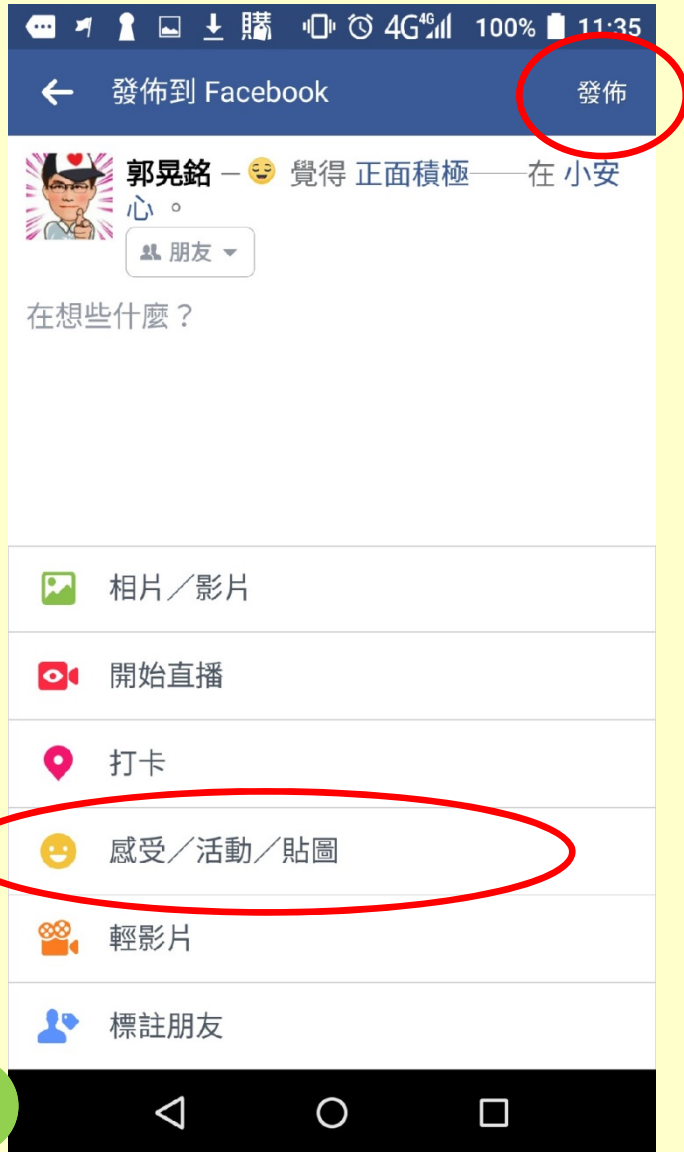 購 4G 4G 100% 11:35
發佈到 Facebook 發佈
郭晃銘 — 覺得 正面積極——在 小安
心。
朋友
在想些什麼？
相片／影片
開始直播
打卡
感受／活動／貼圖
輕影片
標註朋友